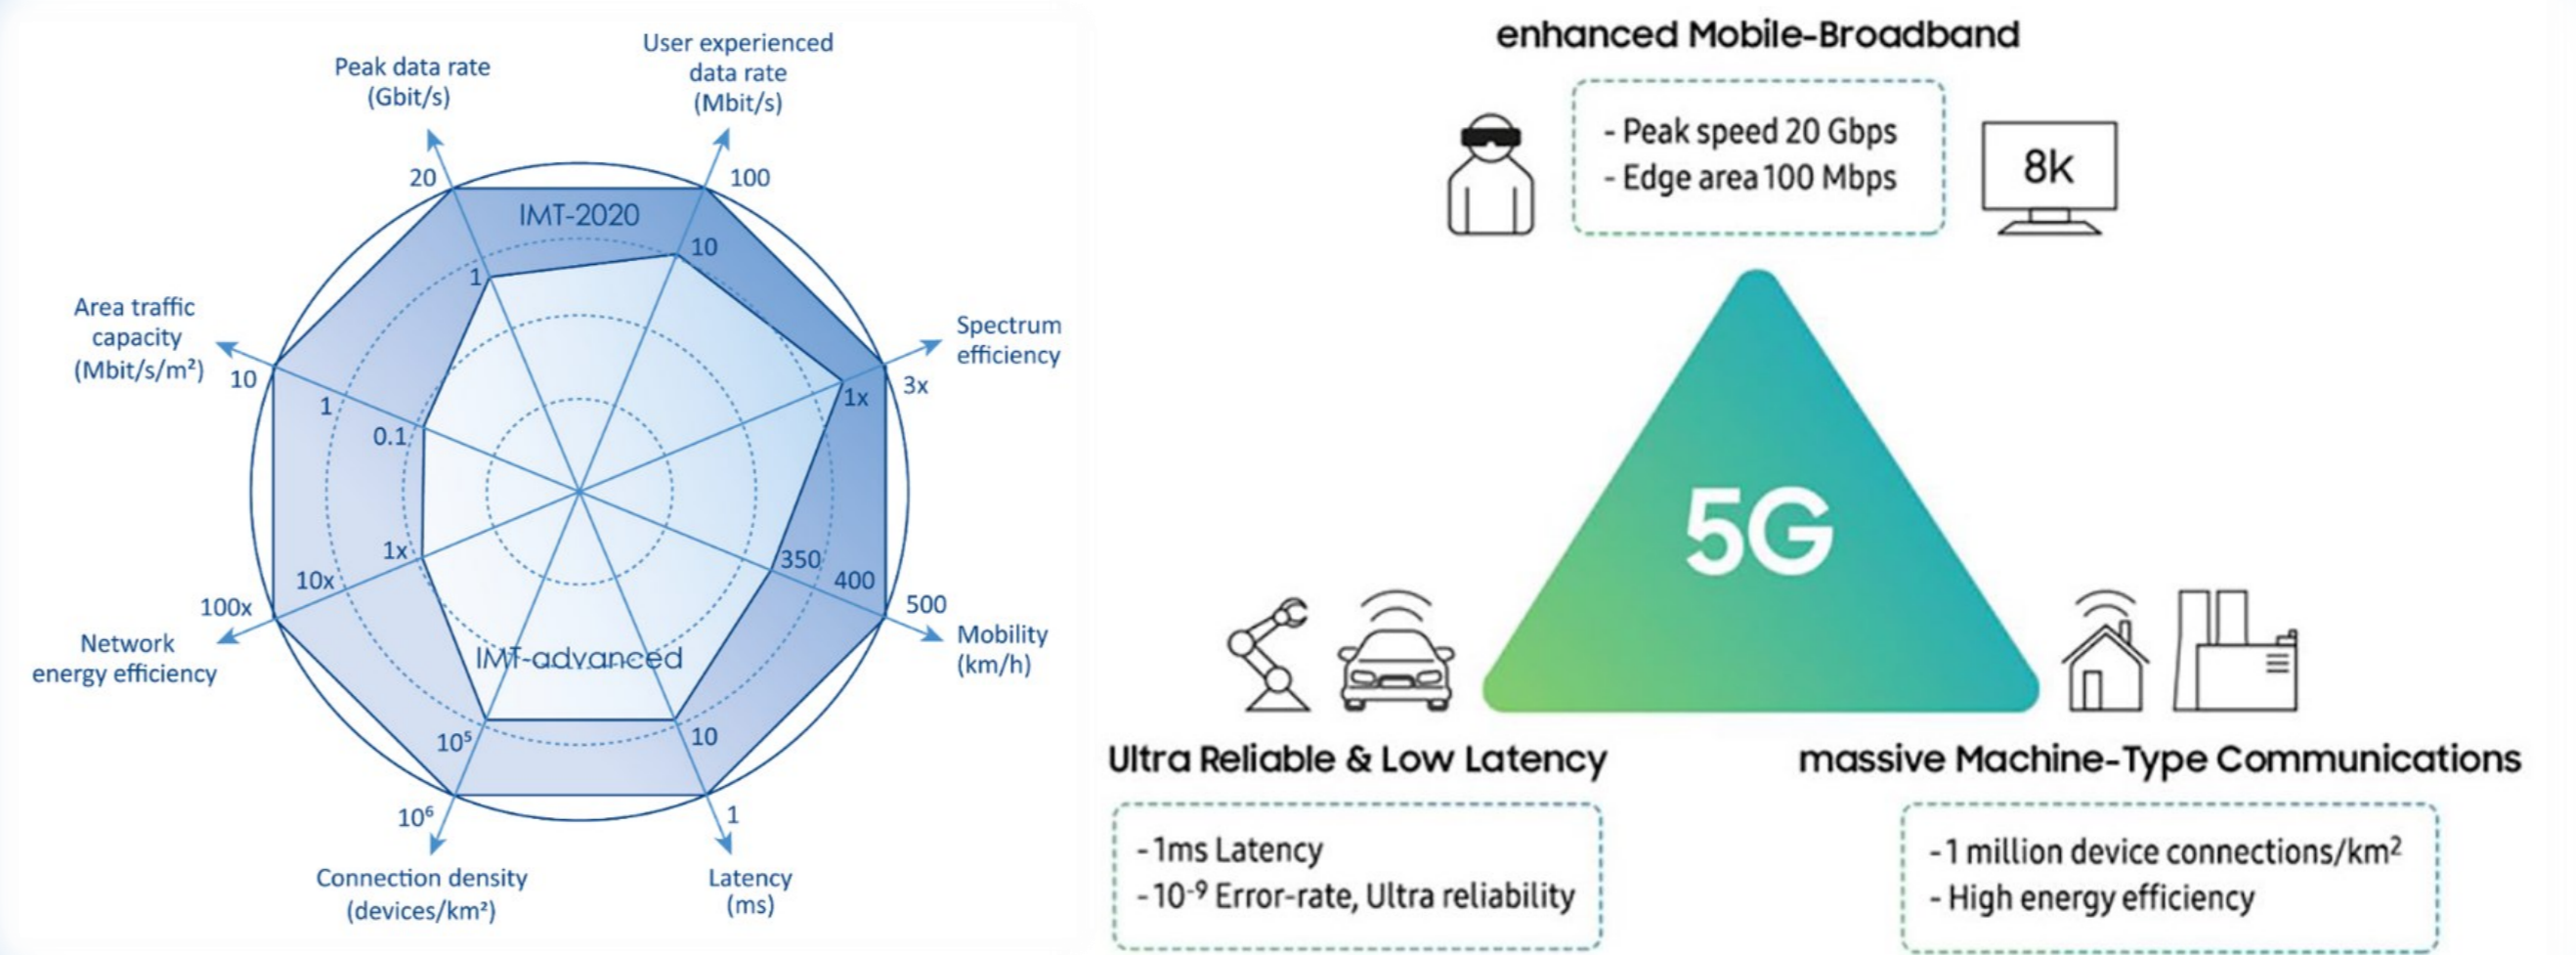 Peak data rate
(Gbit/s)
User experienced
data rate
(Mbit/s)
20
100
IMT-2020
10
1
Spectrum
efficiency
3x
1x
Area traffic
capacity
(Mbit/s/m²)
10
1
0.1
1x
10x
100x
Network
energy efficiency
350
400
500
Mobility
(km/h)
IMT-advanced
10⁵
10
10⁶
1
Connection density
(devices/km²)
Latency
(ms)
enhanced Mobile-Broadband
- Peak speed 20 Gbps
- Edge area 100 Mbps
8K
5G
Ultra Reliable & Low Latency
- 1ms Latency
- 10⁻⁹ Error-rate, Ultra reliability
massive Machine-Type Communications
- 1 million device connections/km²
- High energy efficiency